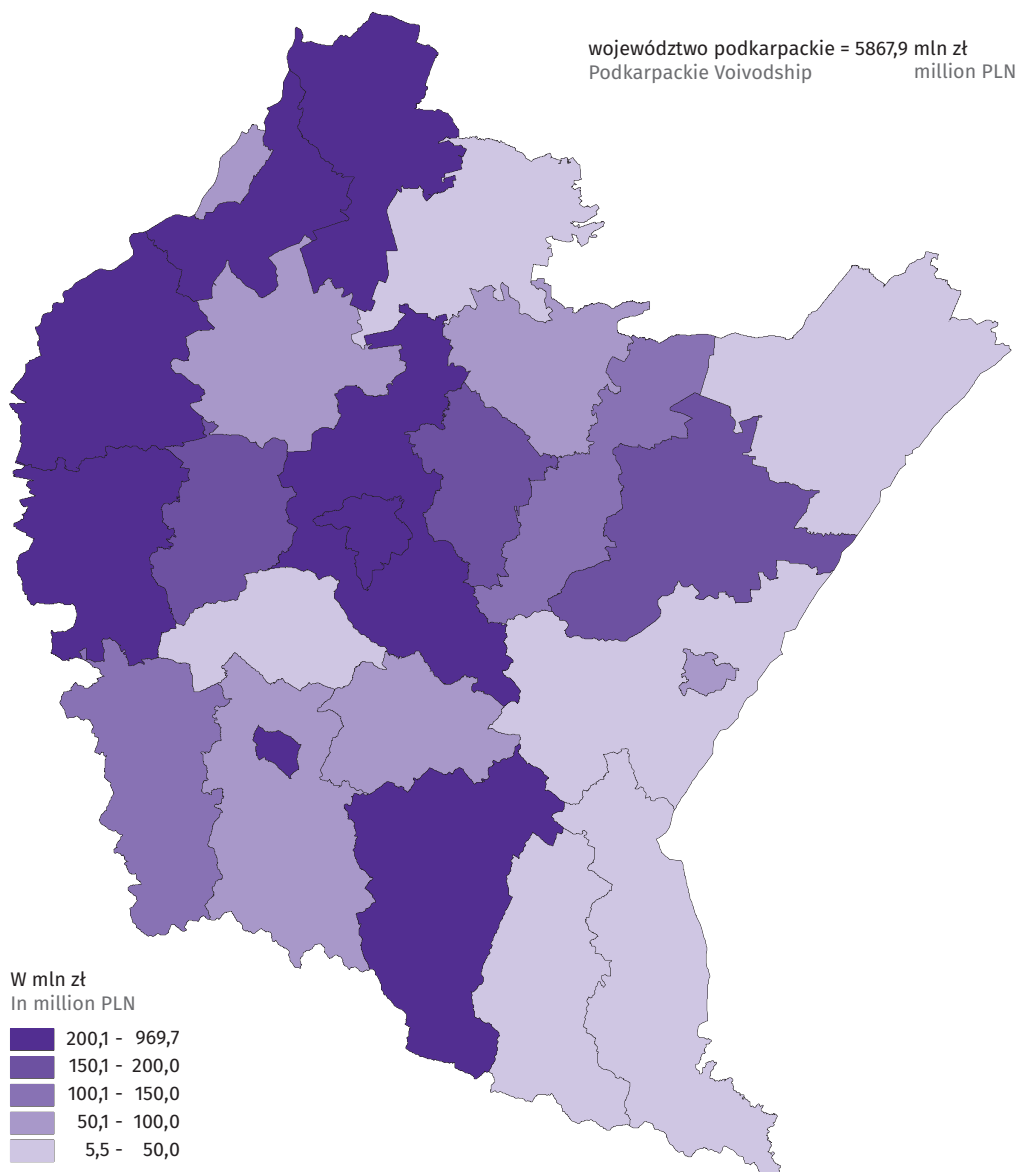 województwo podkarpackie = 5867,9 mln zł
Podkarpackie Voivodship million PLN
W mln zł
In million PLN
200,1 - 969,7
150,1 - 200,0
100,1 - 150,0
50,1 - 100,0
5,5 - 50,0